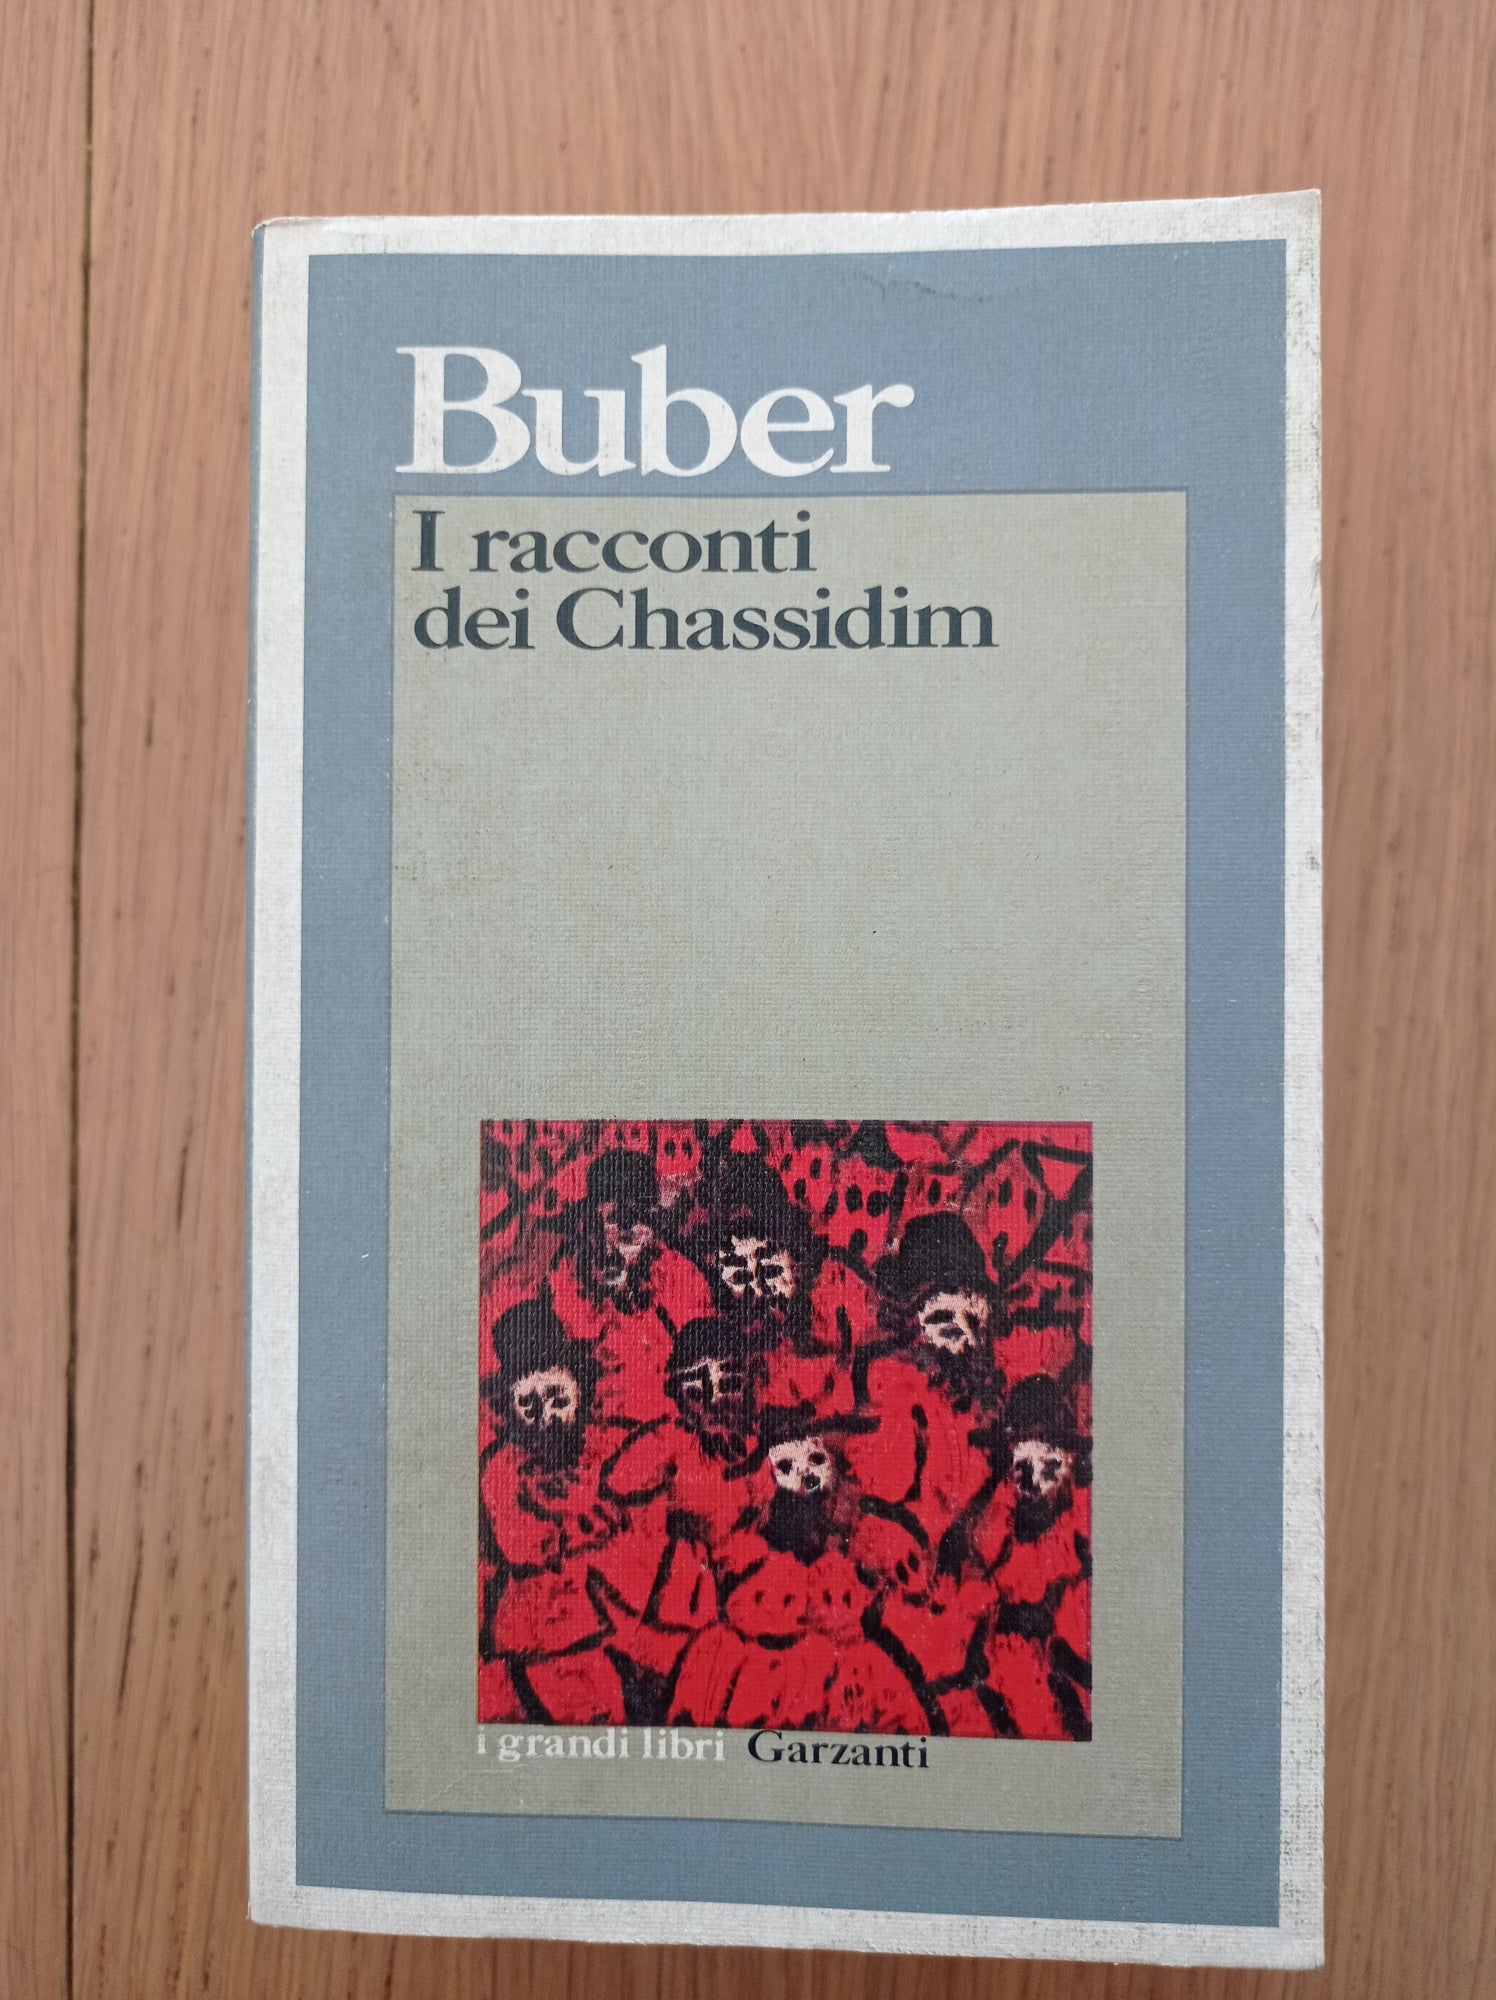 Buber
I racconti
dei Chassidim
i grandi libri Garzanti